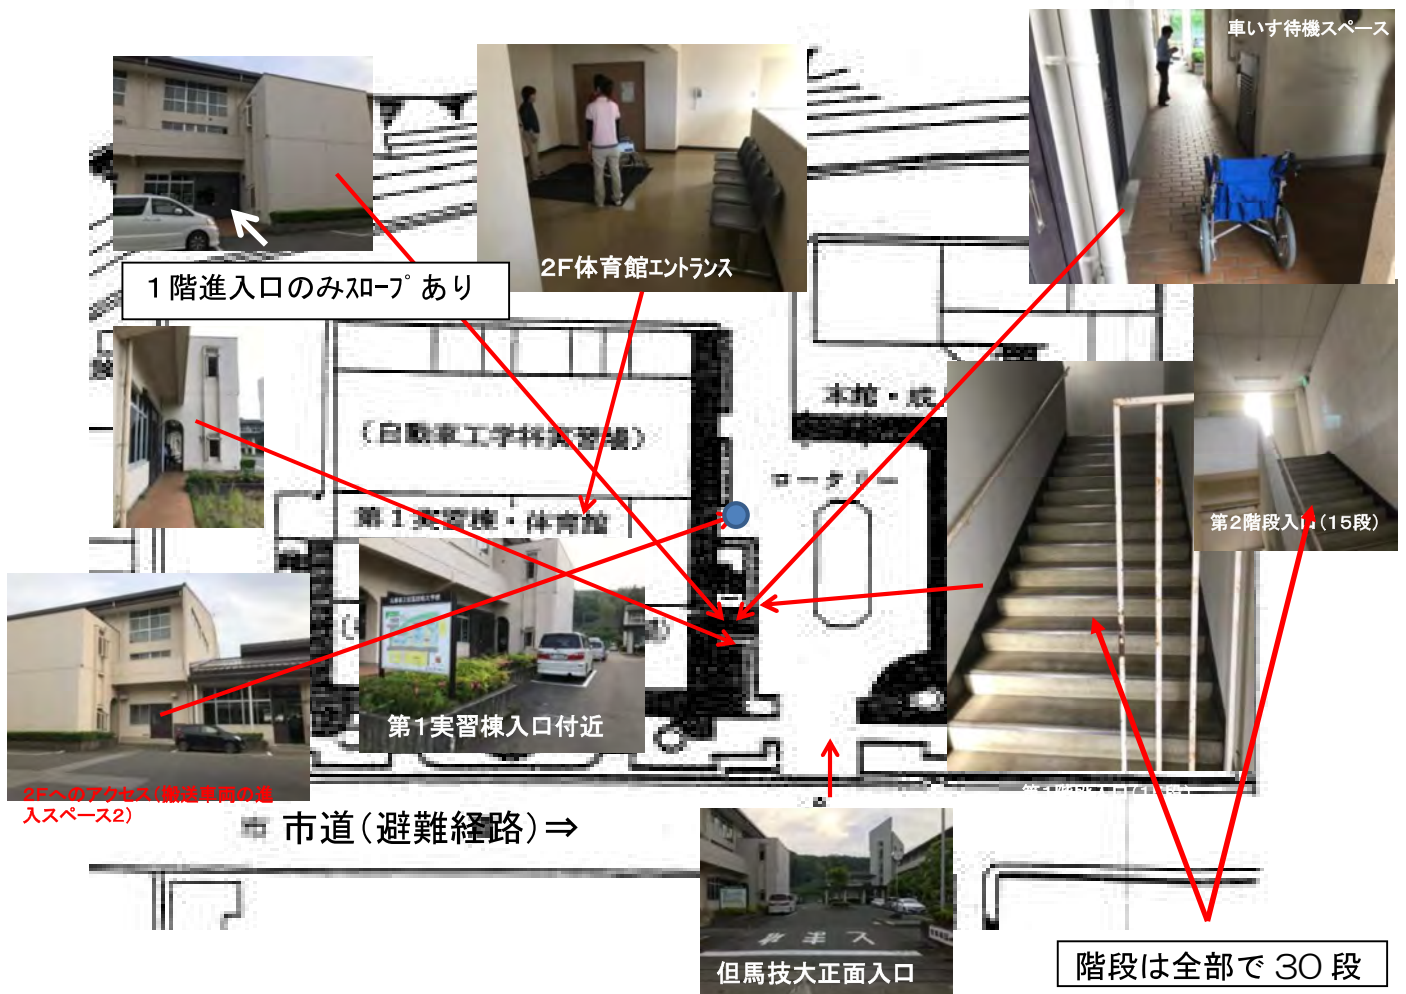 車いす待機スペース
2F体育館エントランス
1階進入口のみｽﾛｰﾌﾟあり
本館・成
（自動車工学科実習場）
ロータリー
第2階段入口（15段）
第１実習棟・体育館
第1実習棟入口付近
2Fへのアクセス（搬送車両の進
入スペース2）
市 市道（避難経路）⇒
止まれ
但馬技大正面入口
階段は全部で 30 段